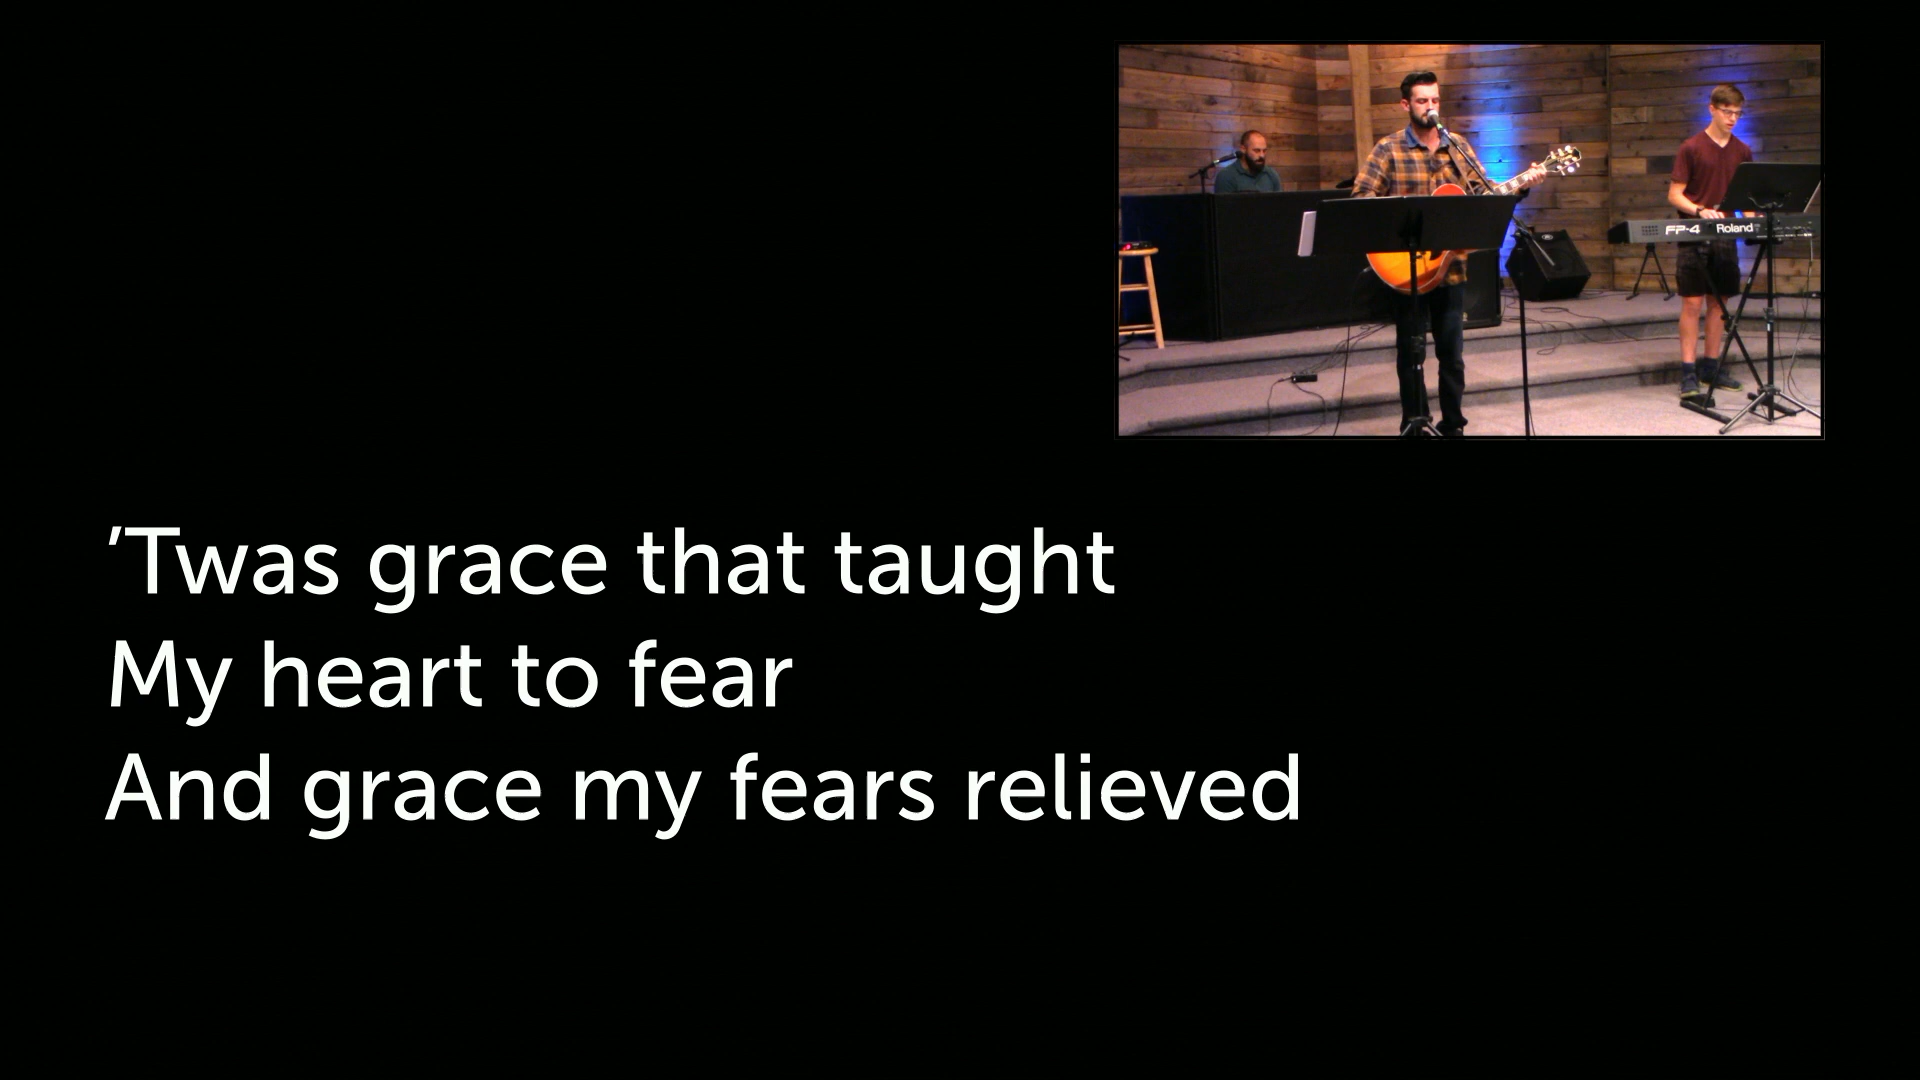 FP-4 Roland
’Twas grace that taught
My heart to fear
And grace my fears relieved